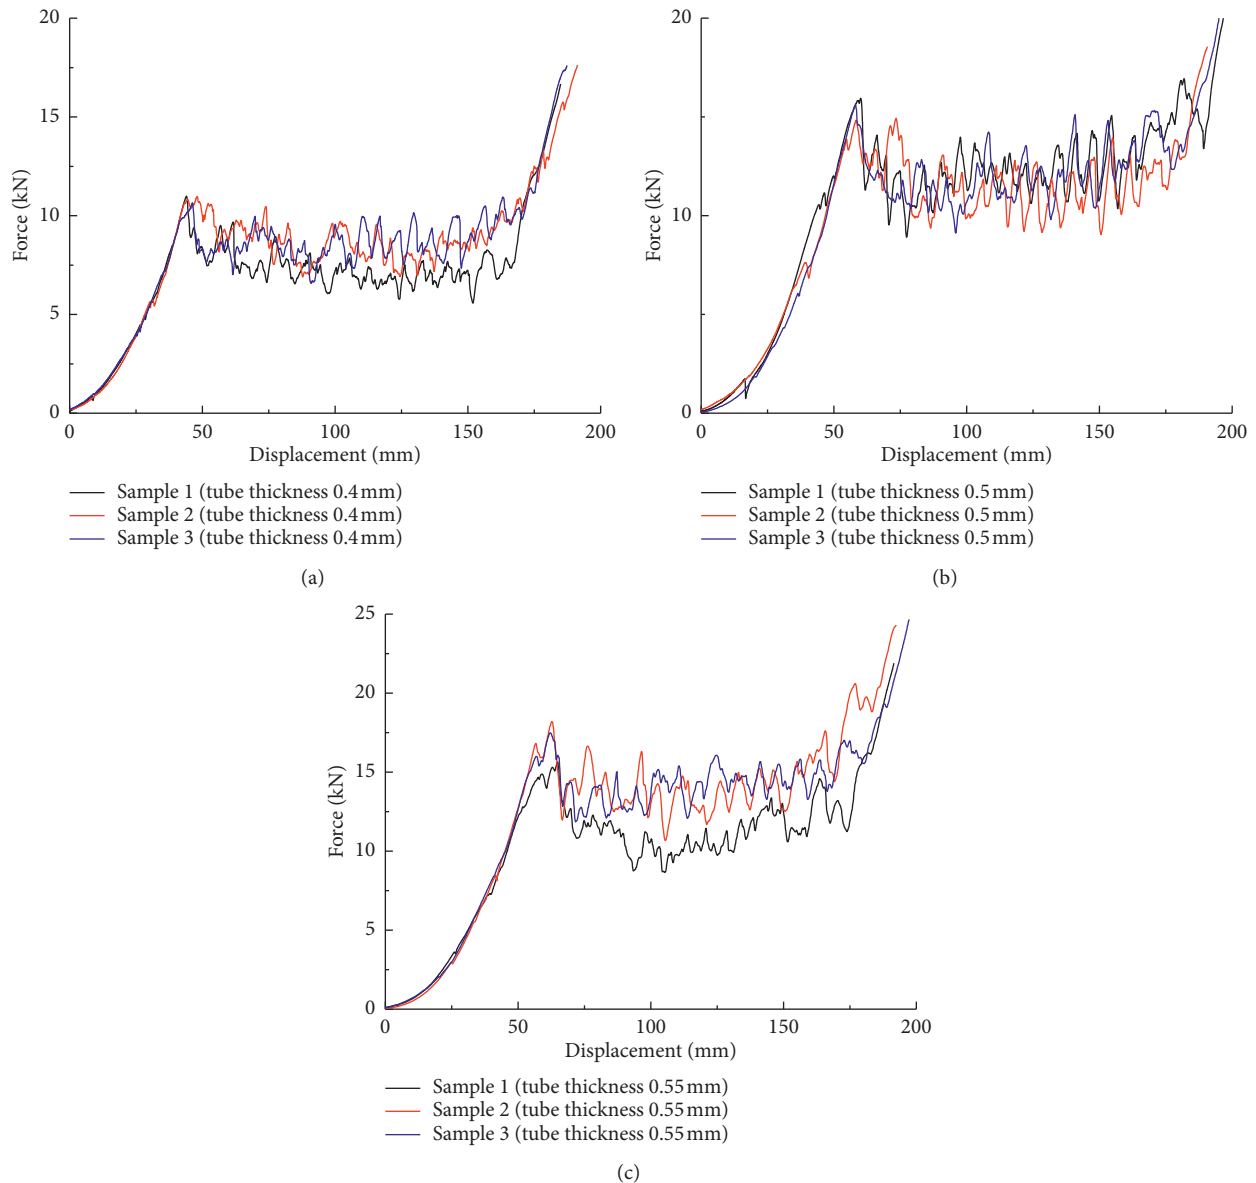 20
15
10
5
0
Force (kN)
0 50 100 150 200
Displacement (mm)
Sample 1 (tube thickness 0.4 mm)
Sample 2 (tube thickness 0.4 mm)
Sample 3 (tube thickness 0.4 mm)
(a)
20
15
10
5
0
Force (kN)
0 50 100 150 200
Displacement (mm)
Sample 1 (tube thickness 0.5 mm)
Sample 2 (tube thickness 0.5 mm)
Sample 3 (tube thickness 0.5 mm)
(b)
25
20
15
10
5
0
Force (kN)
0 50 100 150 200
Displacement (mm)
Sample 1 (tube thickness 0.55 mm)
Sample 2 (tube thickness 0.55 mm)
Sample 3 (tube thickness 0.55 mm)
(c)